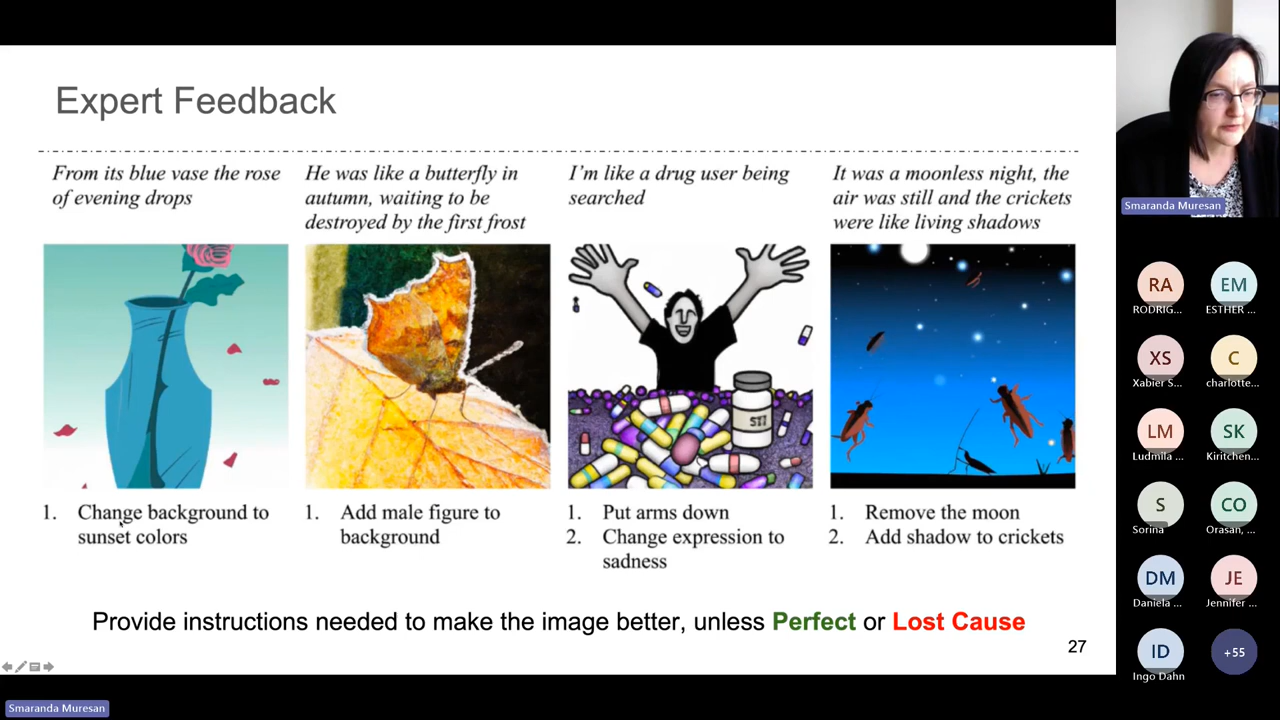 Expert Feedback
From its blue vase the rose
of evening drops
He was like a butterfly in
autumn, waiting to be
destroyed by the first frost
I'm like a drug user being
searched
It was a moonless night, the
air was still and the crickets
were like living shadows
1. Change background to
sunset colors
1. Add male figure to
background
1. Put arms down
2. Change expression to
sadness
1. Remove the moon
2. Add shadow to crickets
Provide instructions needed to make the image better, unless Perfect or Lost Cause
27
Smaranda Muresan
Smaranda Muresan
RA
RODRIG...
EM
ESTHER ...
XS
Xabier S...
C
charlotte...
LM
Ludmila ...
SK
Kiritchen...
S
Sorina
CO
Orasan, ...
DM
Daniela ...
JE
Jennifer ...
ID
Ingo Dahn
+55